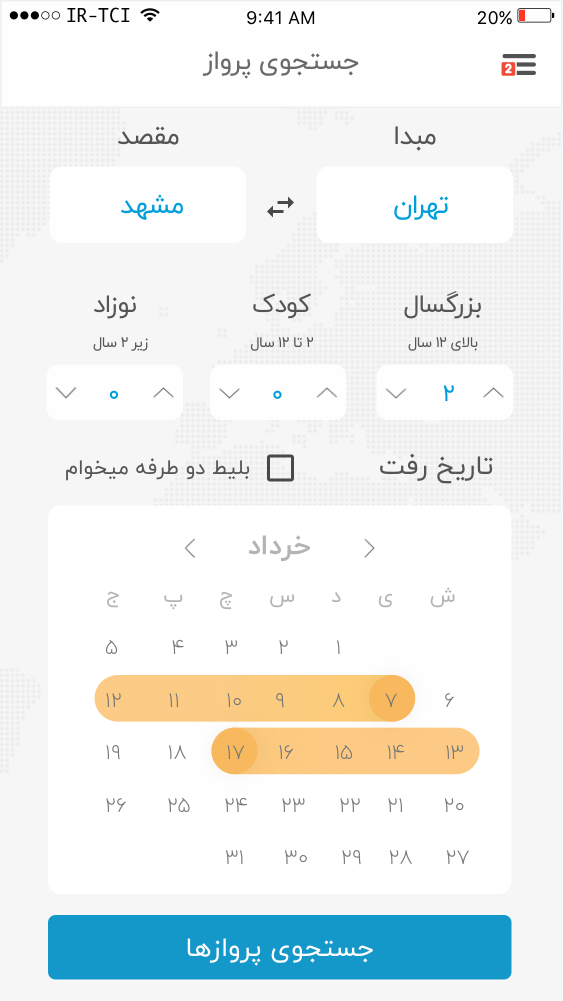 IR-TCI 9:41 AM 20%
جستجوی پرواز
2
مبدا مقصد
تهران مشهد
بزرگسال کودک نوزاد
بالای ۱۲ سال ۲ تا ۱۲ سال زیر ۲ سال
۲ ۰ ۰
تاریخ رفت بلیط دو طرفه میخوام
خرداد
ش ی د س چ پ ج
۱ ۲ ۳ ۴ ۵
۶ ۷ ۸ ۹ ۱۰ ۱۱ ۱۲
۱۳ ۱۴ ۱۵ ۱۶ ۱۷ ۱۸ ۱۹
۲۰ ۲۱ ۲۲ ۲۳ ۲۴ ۲۵ ۲۶
۲۷ ۲۸ ۲۹ ۳۰ ۳۱
جستجوی پروازها